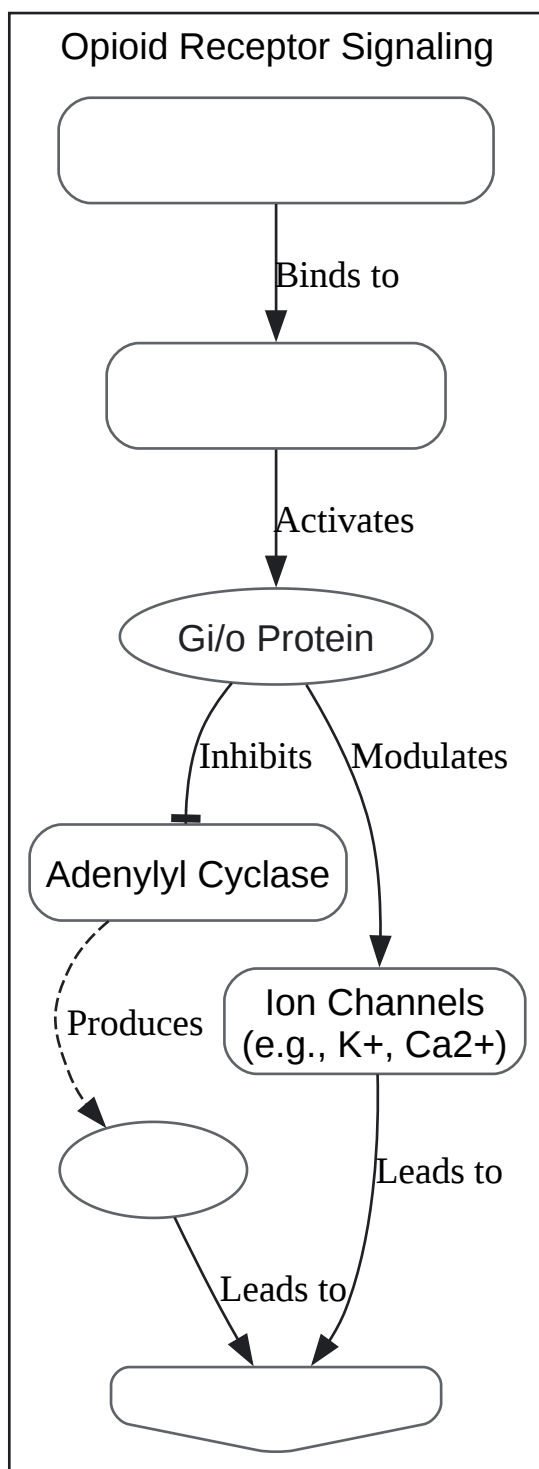 Opioid Receptor Signaling
Binds to
Activates
Gi/o Protein
Inhibits
Modulates
Adenylyl Cyclase
Ion Channels
(e.g., K+, Ca2+)
Produces
Leads to
Leads to